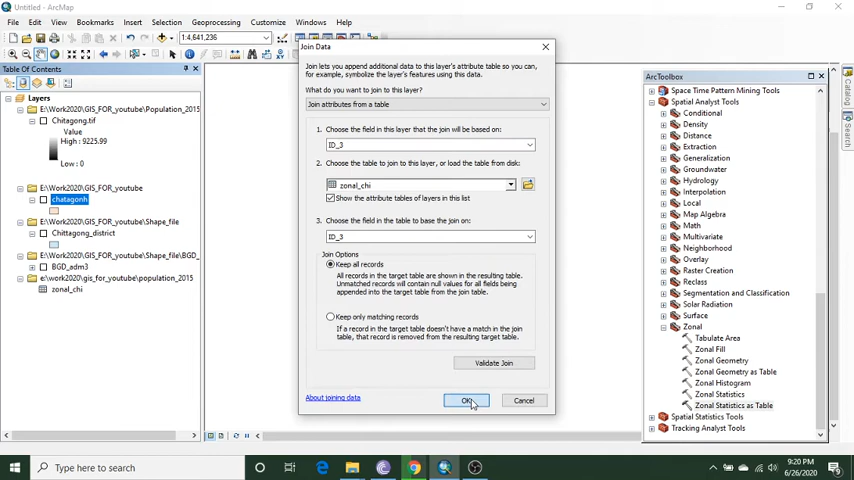 Untitled - ArcMap
File Edit View Bookmarks Insert Selection Geoprocessing Customize Windows Help
1:4,641,236
Table Of Contents
Layers
E:\Work2020\GIS_FOR_youtube\Population_2015
Chitagong.tif
Value
High : 9225.99
Low : 0
E:\Work2020\GIS_FOR_youtube
chatagonh
E:\Work2020\GIS_FOR_youtube\Shape_file
Chittagong_district
E:\Work2020\GIS_FOR_youtube\Shape_file\BGD_
BGD_adm3
e:\work2020\gis_for_youtube\population_2015
zonal_chi
Join Data
Join lets you append additional data to this layer's attribute table so you can,
for example, symbolize the layer's features using this data.
What do you want to join to this layer?
Join attributes from a table
1. Choose the field in this layer that the join will be based on:
ID_3
2. Choose the table to join to this layer, or load the table from disk:
zonal_chi
Show the attribute tables of layers in this list
3. Choose the field in the table to base the join on:
ID_3
Join Options
Keep all records
All records in the target table are shown in the resulting table.
Unmatched records will contain null values for all fields being
appended into the target table from the join table.
Keep only matching records
If a record in the target table doesn't have a match in the join
table, that record is removed from the resulting target table.
Validate Join
About joining data
OK
Cancel
ArcToolbox
Space Time Pattern Mining Tools
Spatial Analyst Tools
Conditional
Density
Distance
Extraction
Generalization
Groundwater
Hydrology
Interpolation
Local
Map Algebra
Math
Multivariate
Neighborhood
Overlay
Raster Creation
Reclass
Segmentation and Classification
Solar Radiation
Surface
Zonal
Tabulate Area
Zonal Fill
Zonal Geometry
Zonal Geometry as Table
Zonal Histogram
Zonal Statistics
Zonal Statistics as Table
Spatial Statistics Tools
Tracking Analyst Tools
Catalog
Search
Type here to search
9:20 PM
6/26/2020